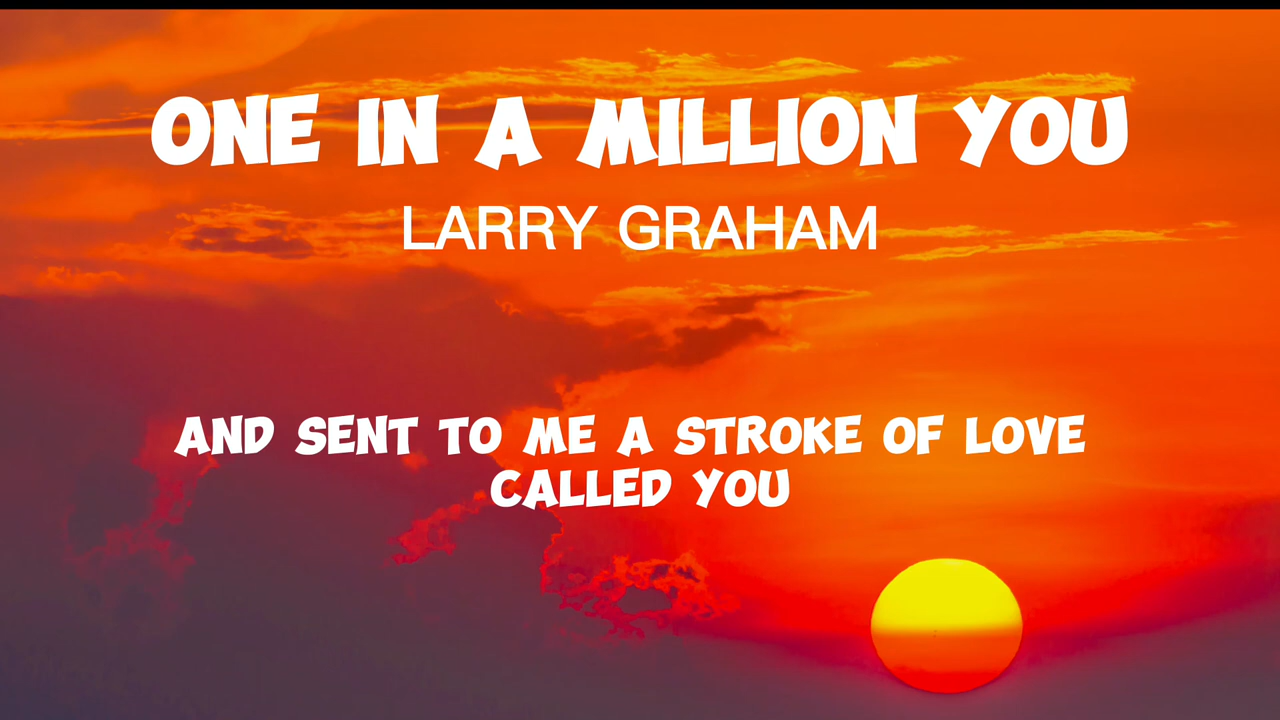 ONE IN A MILLION YOU
LARRY GRAHAM
AND SENT TO ME A STROKE OF LOVE
CALLED YOU